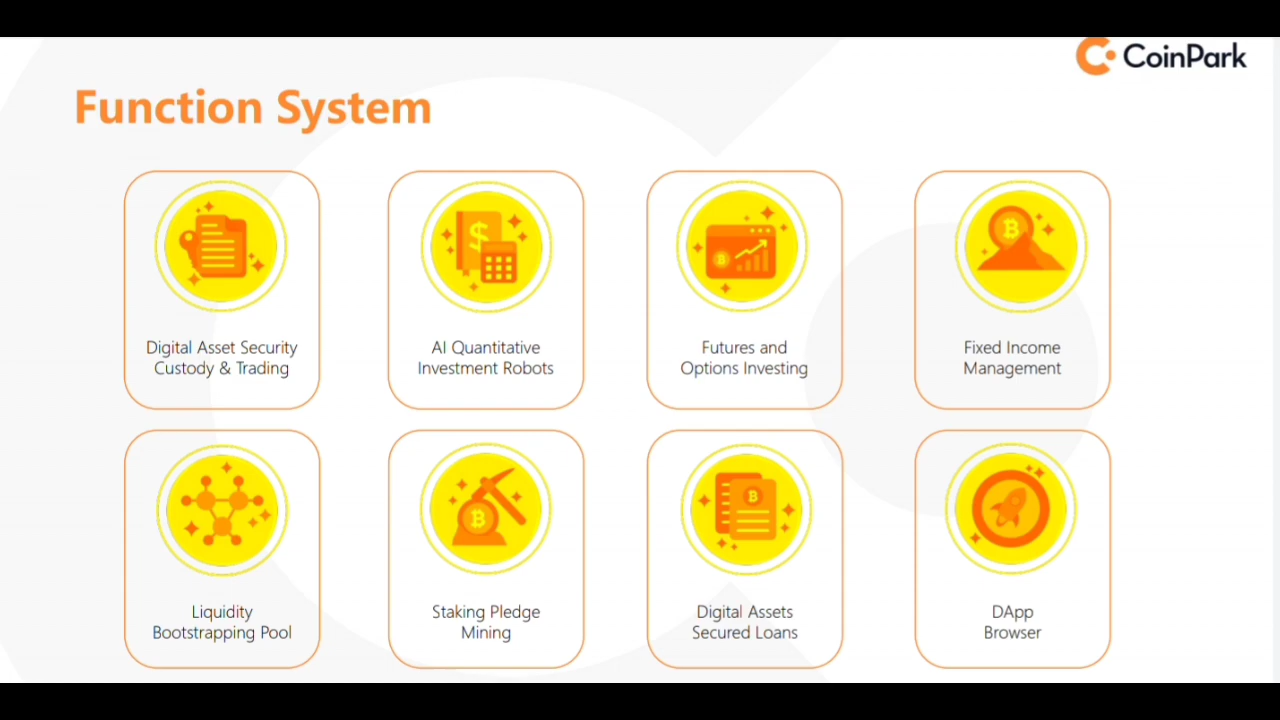 CoinPark
Function System
Digital Asset Security
Custody & Trading
AI Quantitative
Investment Robots
Futures and
Options Investing
Fixed Income
Management
Liquidity
Bootstrapping Pool
Staking Pledge
Mining
Digital Assets
Secured Loans
DApp
Browser